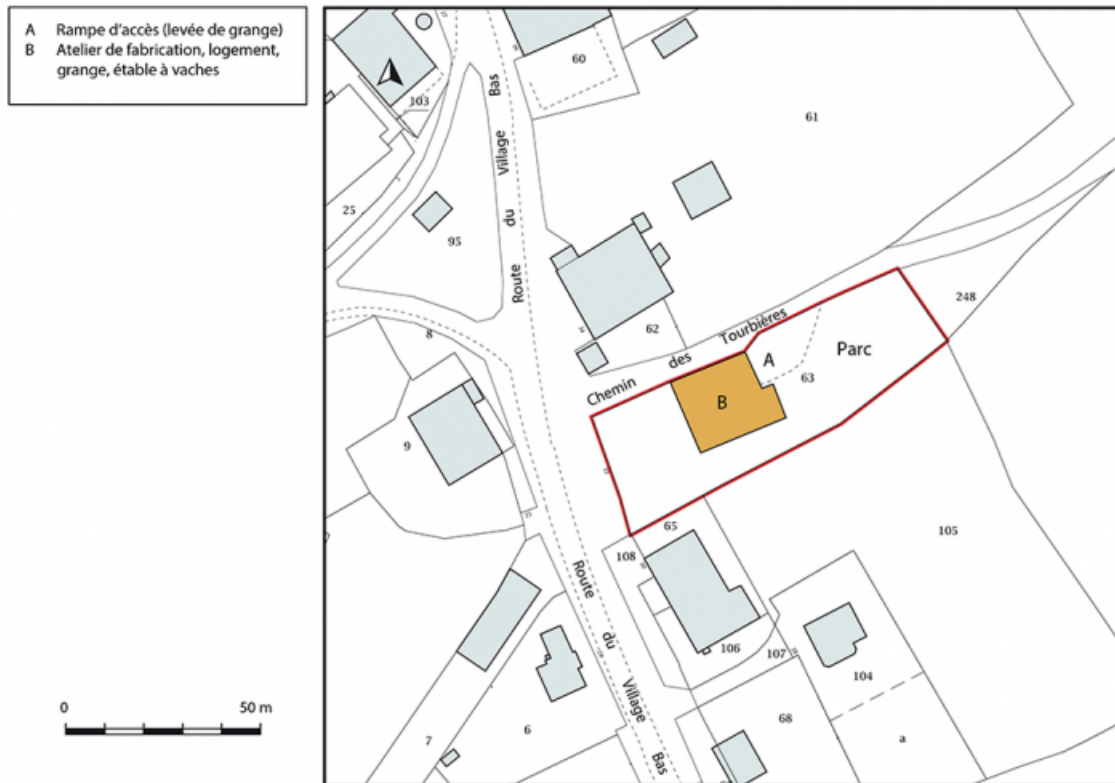 A Rampe d'accès (levée de grange)
B Atelier de fabrication, logement,
grange, étable à vaches
0 50 m
60
103
Route du Village Bas
61
25
95
248
62
Chemin des Tourbières
A
Parc
63
B
8
9
65
108
105
Route du Village Bas
106
107
104
68
7
6
a